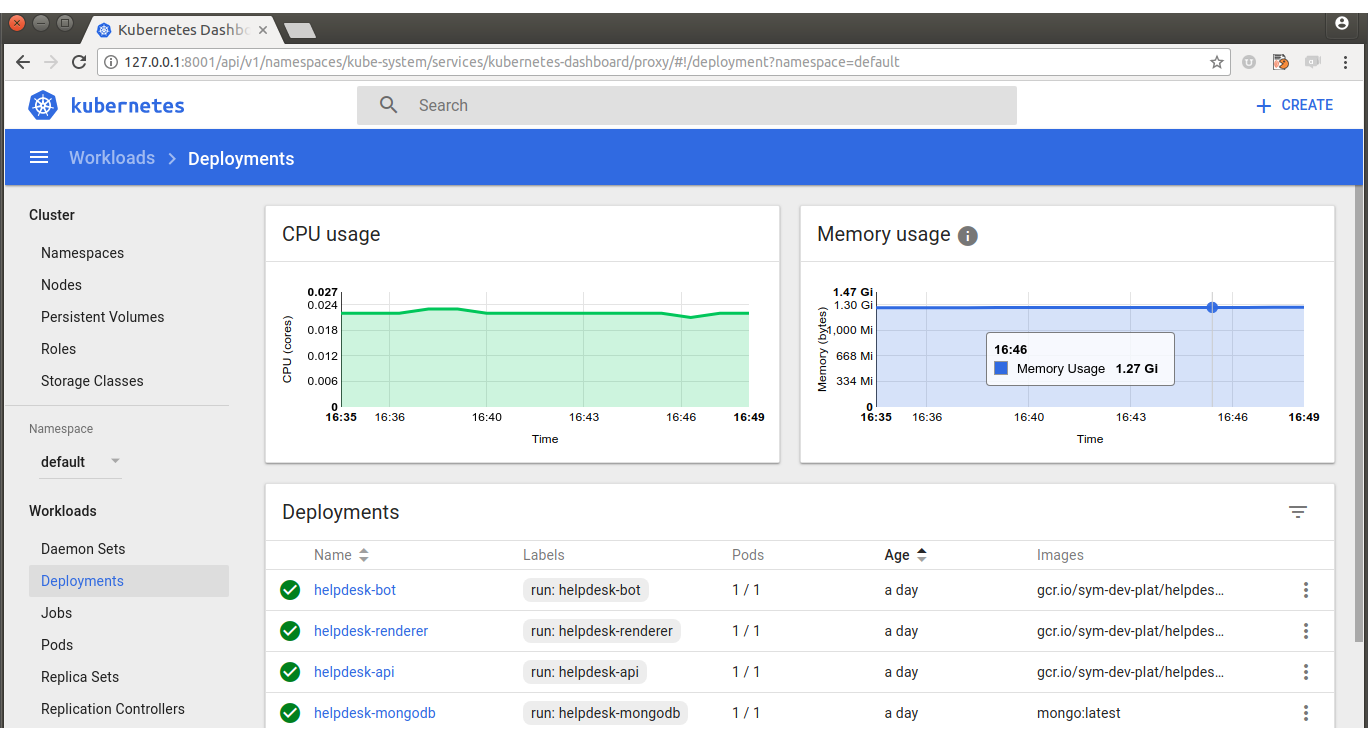 Kubernetes Dashbo
127.0.0.1:8001/api/v1/namespaces/kube-system/services/kubernetes-dashboard/proxy/#!/deployment?namespace=default
kubernetes
Search
+ CREATE
Workloads > Deployments
Cluster
Namespaces
Nodes
Persistent Volumes
Roles
Storage Classes
Namespace
default
Workloads
Daemon Sets
Deployments
Jobs
Pods
Replica Sets
Replication Controllers
CPU usage
CPU (cores)
0.027
0.024
0.018
0.012
0.006
0
16:35 16:36 16:40 16:43 16:46 16:49
Time
Memory usage i
Memory (bytes)
1.47 Gi
1.30 Gi
1,000 Mi
668 Mi
334 Mi
0
16:46
Memory Usage 1.27 Gi
16:35 16:36 16:40 16:43 16:46 16:49
Time
Deployments
Name Labels Pods Age Images
helpdesk-bot run: helpdesk-bot 1 / 1 a day gcr.io/sym-dev-plat/helpdes...
helpdesk-renderer run: helpdesk-renderer 1 / 1 a day gcr.io/sym-dev-plat/helpdes...
helpdesk-api run: helpdesk-api 1 / 1 a day gcr.io/sym-dev-plat/helpdes...
helpdesk-mongodb run: helpdesk-mongodb 1 / 1 a day mongo:latest